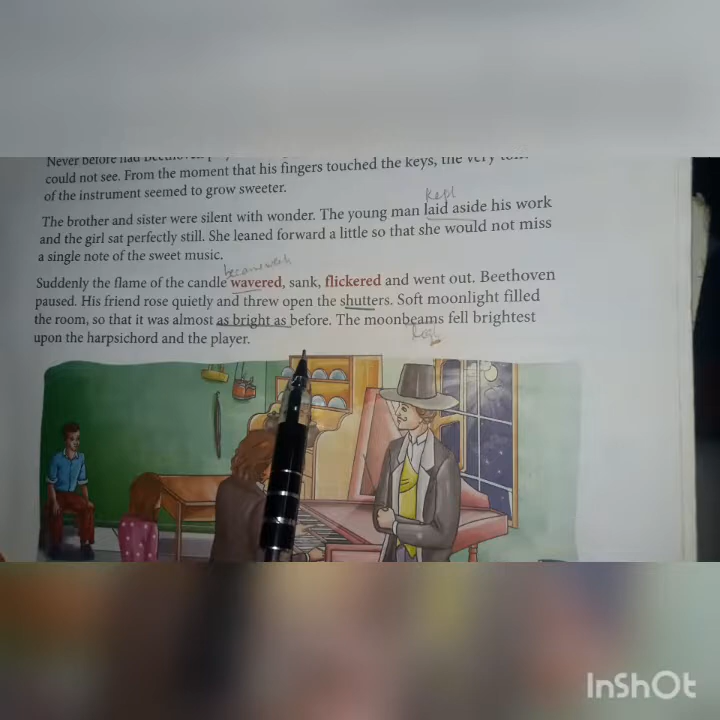 Never before had
could not see. From the moment that his fingers touched the keys, the very
of the instrument seemed to grow sweeter.
kept
The brother and sister were silent with wonder. The young man laid aside his work
and the girl sat perfectly still. She leaned forward a little so that she would not miss
a single note of the sweet music.
became weak
Suddenly the flame of the candle wavered, sank, flickered and went out. Beethoven
paused. His friend rose quietly and threw open the shutters. Soft moonlight filled
the room, so that it was almost as bright as before. The moonbeams fell brightest
upon the harpsichord and the player.
InShOt